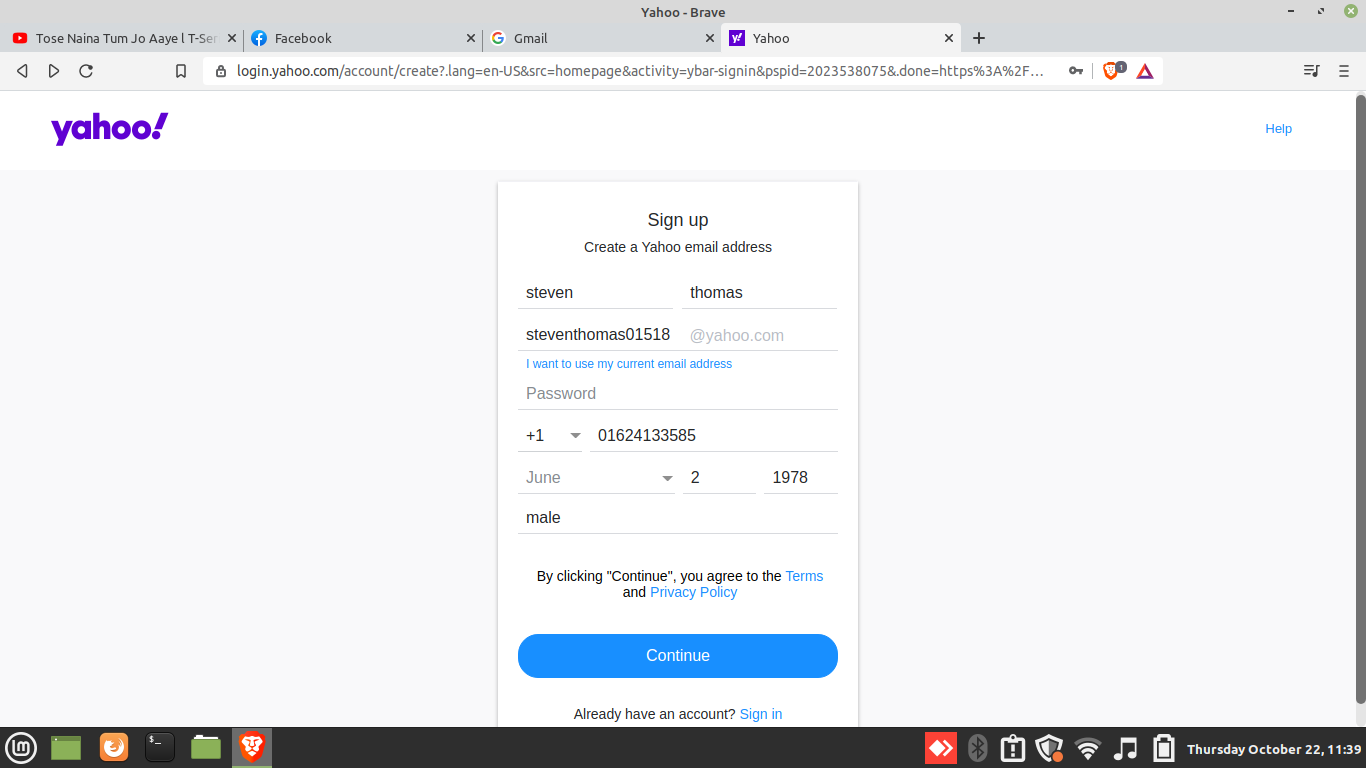 Yahoo - Brave
Tose Naina Tum Jo Aaye l T-Ser
Facebook
Gmail
Yahoo
login.yahoo.com/account/create?.lang=en-US&src=homepage&activity=ybar-signin&pspid=2023538075&.done=https%3A%2F...
1
yahoo!
Help
Sign up
Create a Yahoo email address
steven thomas
steventhomas01518 @yahoo.com
I want to use my current email address
Password
+1 01624133585
June 2 1978
male
By clicking "Continue", you agree to the Terms
and Privacy Policy
Continue
Already have an account? Sign in
Thursday October 22, 11:39